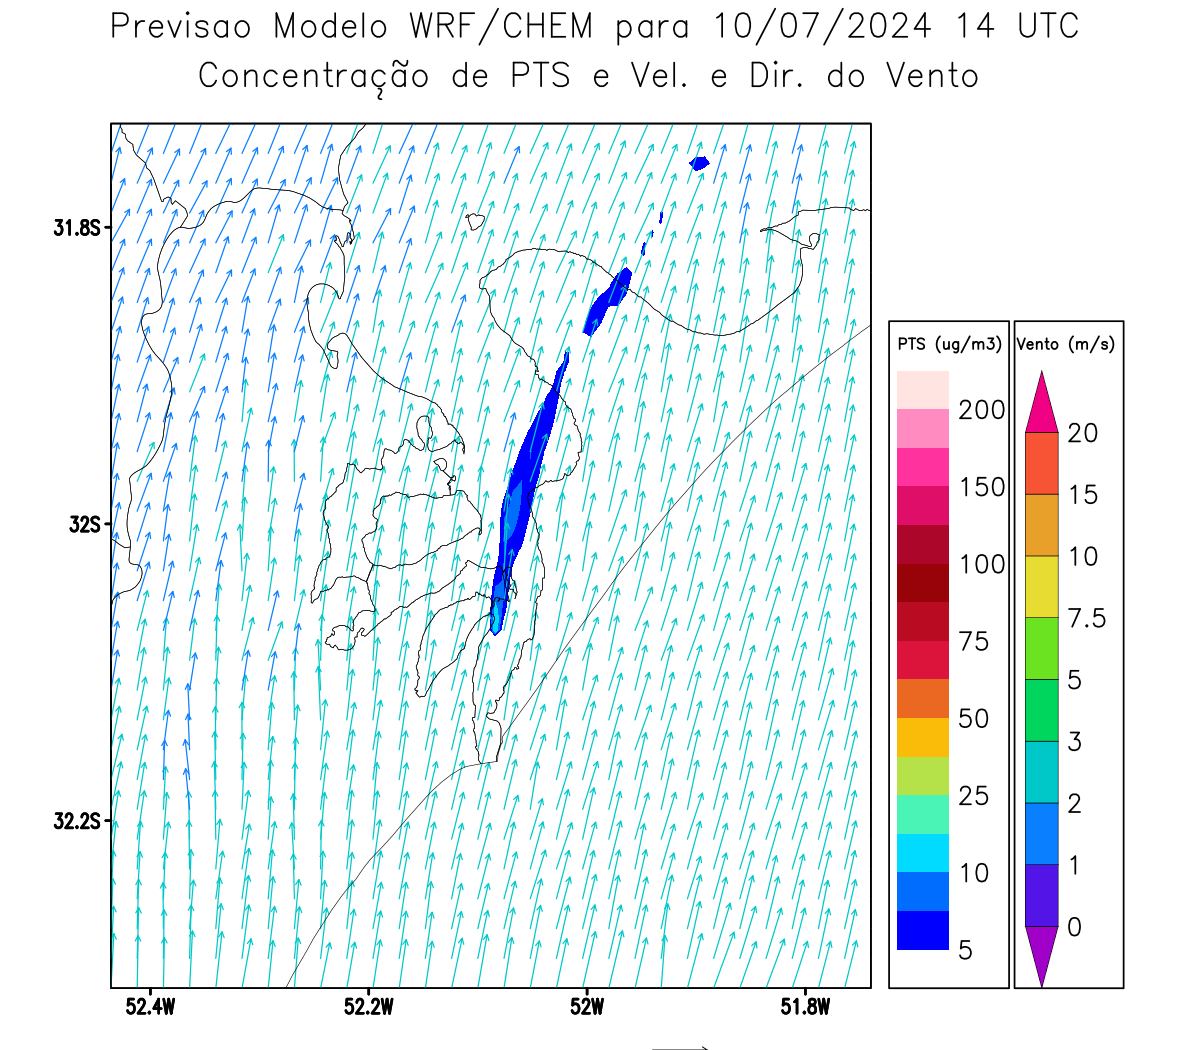 Previsao Modelo WRF/CHEM para 10/07/2024 14 UTC
Concentração de PTS e Vel. e Dir. do Vento
31.8S
32S
32.2S
52.4W
52.2W
52W
51.8W
PTS (ug/m3)
200
150
100
75
50
25
10
5
Vento (m/s)
20
15
10
7.5
5
3
2
1
0